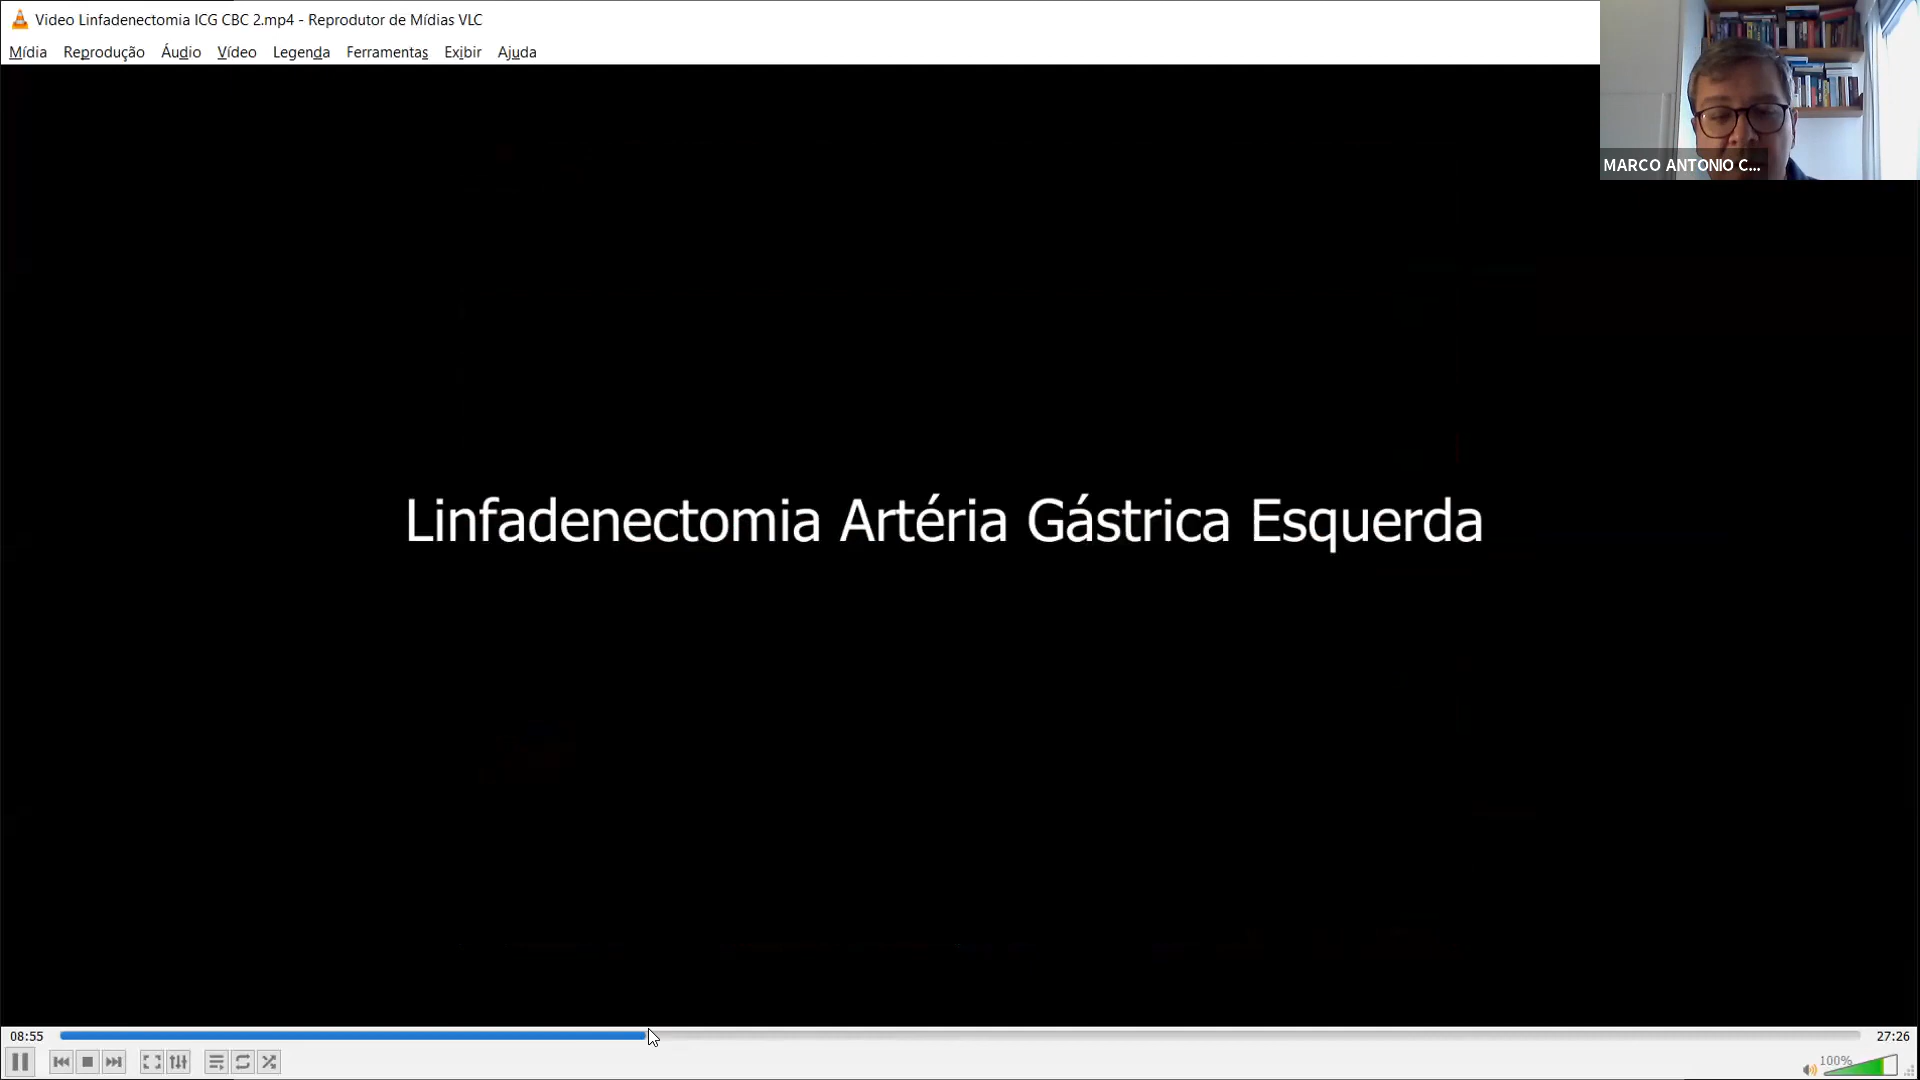 Video Linfadenectomia ICG CBC 2.mp4 - Reprodutor de Mídias VLC
Mídia Reprodução Áudio Vídeo Legenda Ferramentas Exibir Ajuda
MARCO ANTONIO C...
Linfadenectomia Artéria Gástrica Esquerda
08:55
27:26
100%